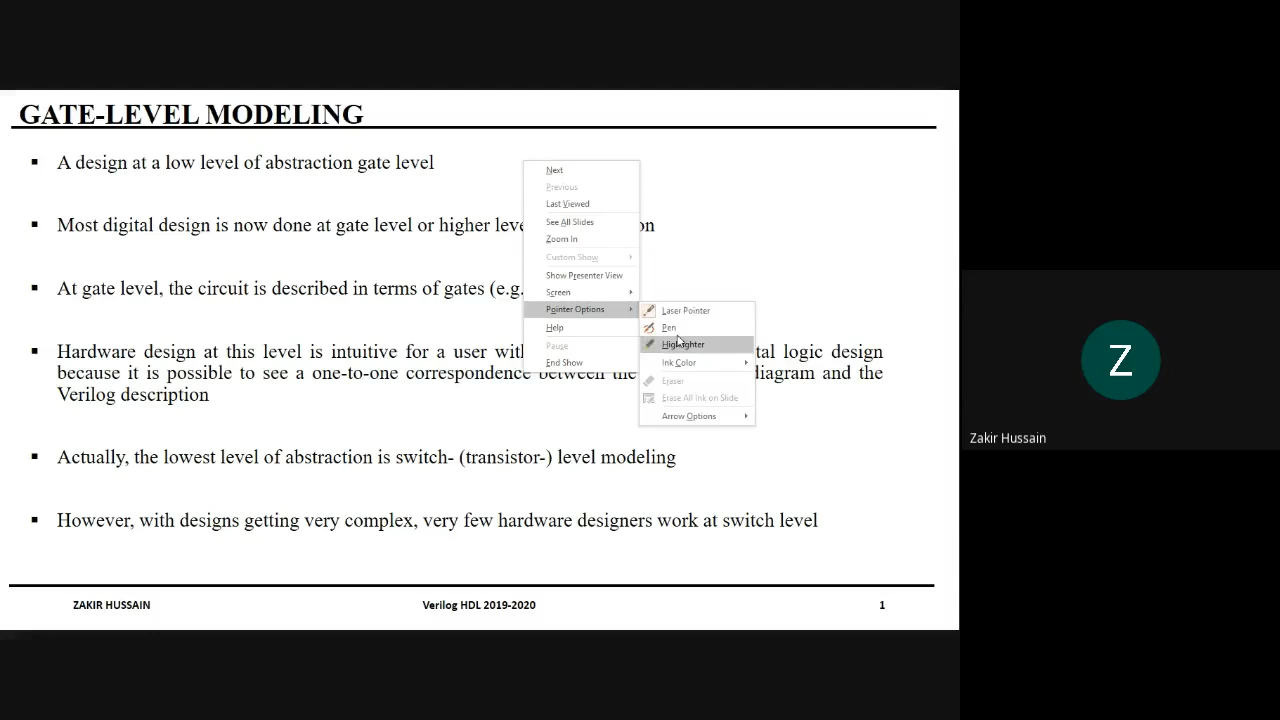 GATE-LEVEL MODELING
▪ A design at a low level of abstraction gate level
▪ Most digital design is now done at gate level or higher leve on
▪ At gate level, the circuit is described in terms of gates (e.g.
▪ Hardware design at this level is intuitive for a user wit tal logic design
because it is possible to see a one-to-one correspondence between the diagram and the
Verilog description
▪ Actually, the lowest level of abstraction is switch- (transistor-) level modeling
▪ However, with designs getting very complex, very few hardware designers work at switch level
ZAKIR HUSSAIN Verilog HDL 2019-2020 1
Next
Previous
Last Viewed
See All Slides
Zoom In
Custom Show
Show Presenter View
Screen
Pointer Options
Help
Pause
End Show
Laser Pointer
Pen
Highlighter
Ink Color
Eraser
Erase All Ink on Slide
Arrow Options
Z
Zakir Hussain